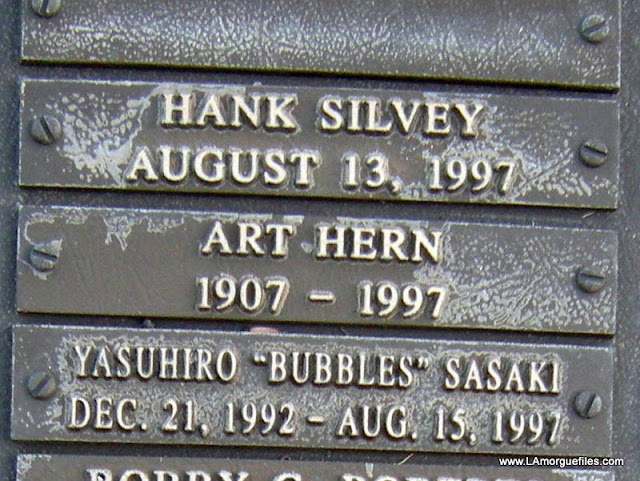 HANK SILVEY
AUGUST 13, 1997
ART HERN
1907 - 1997
YASUHIRO "BUBBLES" SASAKI
DEC. 21, 1992 - AUG. 15, 1997
BOBBY G.
www.LAmorguefiles.com